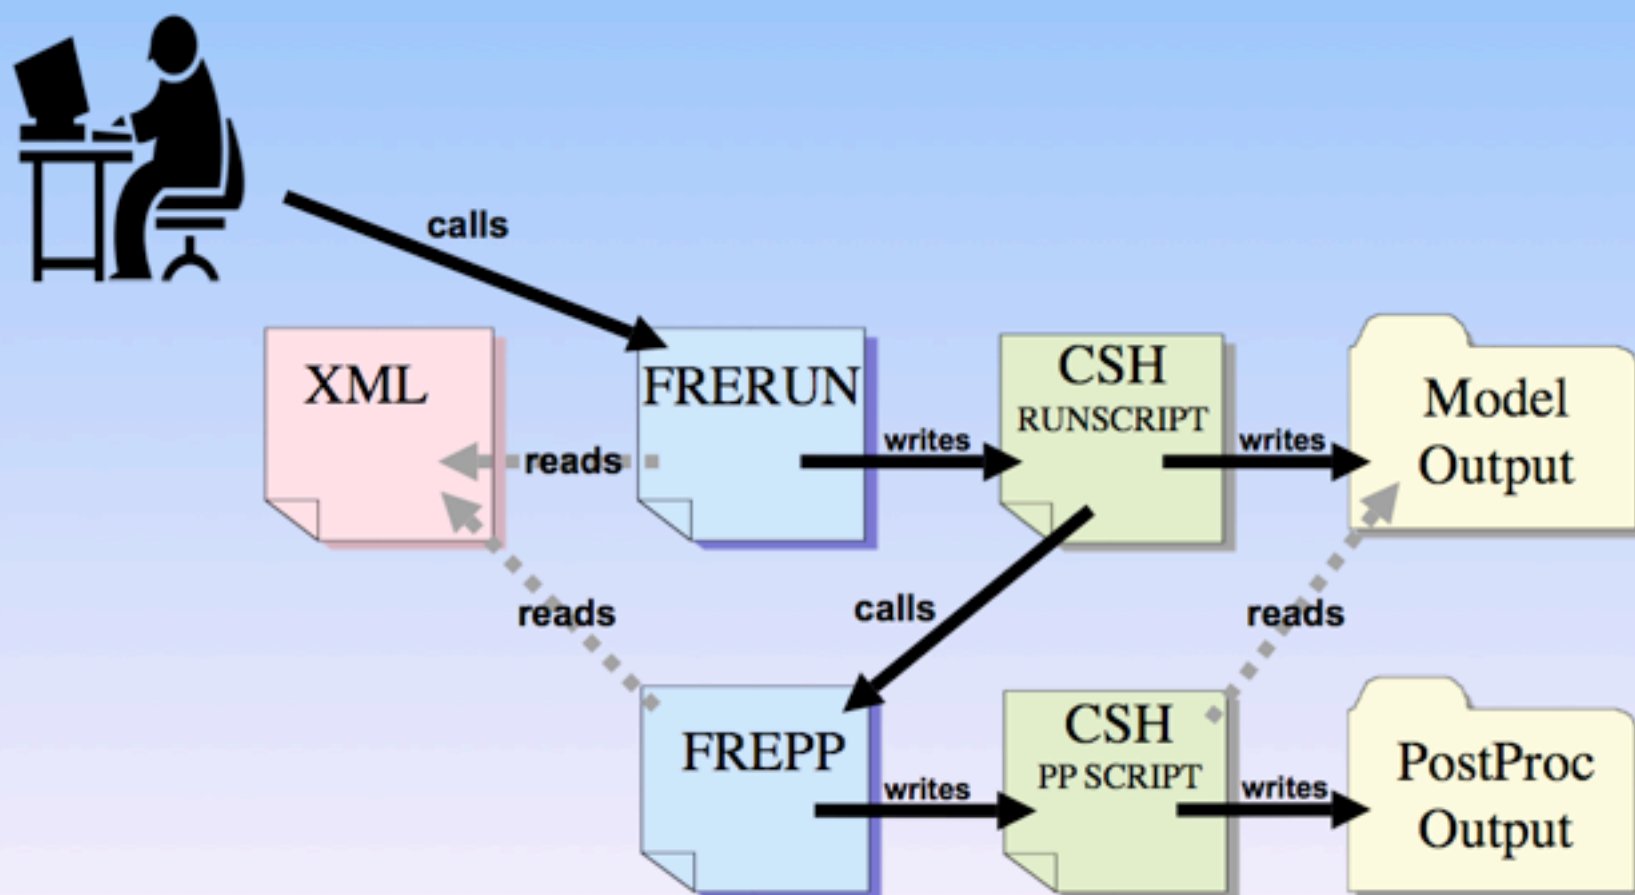 calls
XML
FRERUN
CSH
RUNSCRIPT
Model
Output
reads
writes
writes
reads
calls
reads
FREPP
CSH
PP SCRIPT
PostProc
Output
writes
writes